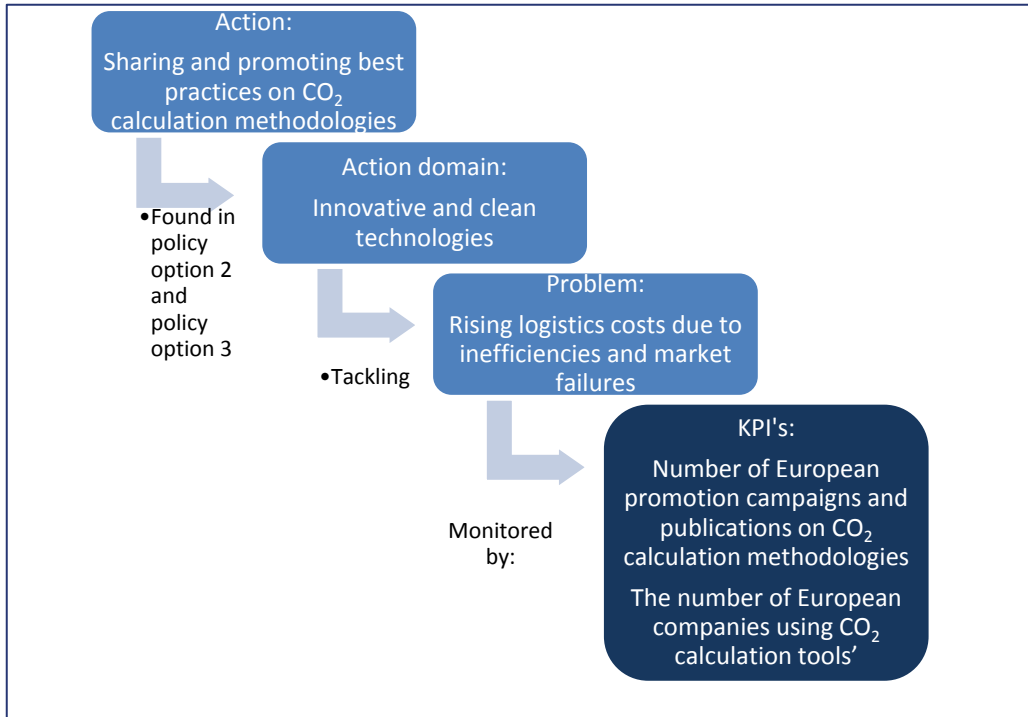 Action:
Sharing and promoting best
practices on CO₂
calculation methodologies
•Found in
policy
option 2
and
policy
option 3
Action domain:
Innovative and clean
technologies
•Tackling
Problem:
Rising logistics costs due to
inefficiencies and market
failures
Monitored
by:
KPI's:
Number of European
promotion campaigns and
publications on CO₂
calculation methodologies
The number of European
companies using CO₂
calculation tools’